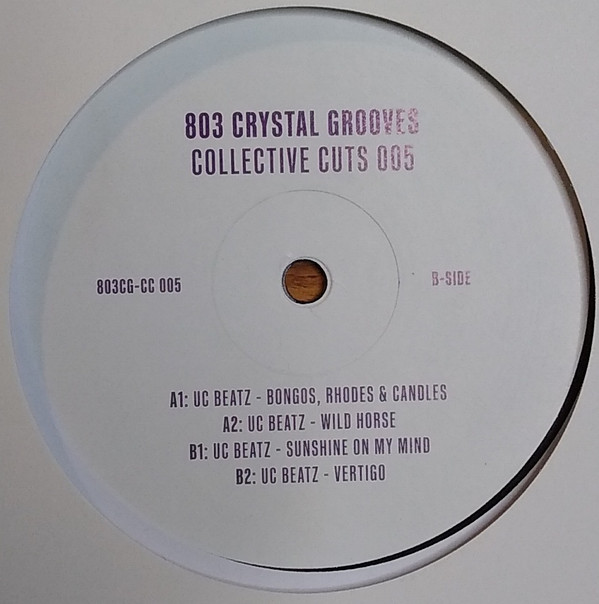 803 CRYSTAL GROOVES
COLLECTIVE CUTS 005
803CG-CC 005
B-SIDE
A1: UC BEATZ - BONGOS, RHODES & CANDLES
A2: UC BEATZ - WILD HORSE
B1: UC BEATZ - SUNSHINE ON MY MIND
B2: UC BEATZ - VERTIGO